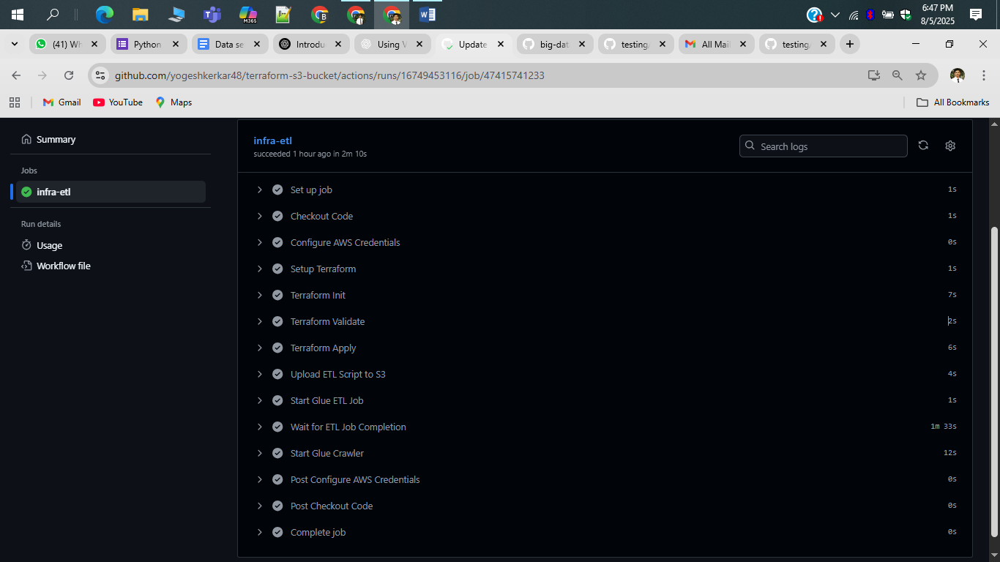 M365
B
6:47 PM
8/5/2025
(41) Wh
Python
Data se
Introdu
Using V
Update
big-dat
testing/
All Mail
testing/
github.com/yogeshkerkar48/terraform-s3-bucket/actions/runs/16749453116/job/47415741233
Gmail
YouTube
Maps
All Bookmarks
Summary
Jobs
infra-etl
Run details
Usage
Workflow file
infra-etl
succeeded 1 hour ago in 2m 10s
Search logs
Set up job 1s
Checkout Code 1s
Configure AWS Credentials 0s
Setup Terraform 1s
Terraform Init 7s
Terraform Validate 2s
Terraform Apply 6s
Upload ETL Script to S3 4s
Start Glue ETL Job 1s
Wait for ETL Job Completion 1m 33s
Start Glue Crawler 12s
Post Configure AWS Credentials 0s
Post Checkout Code 0s
Complete job 0s